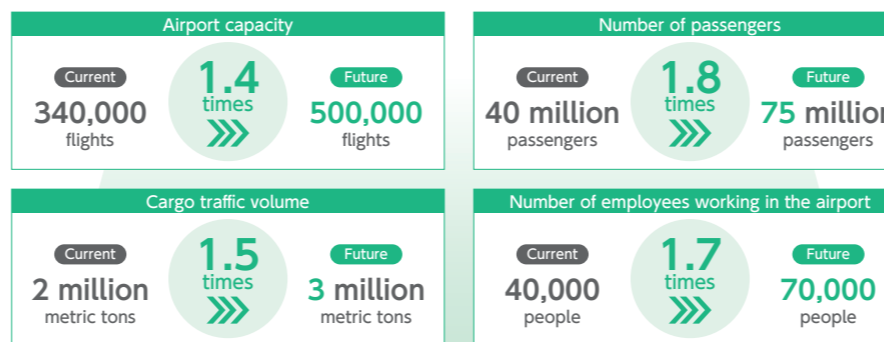 Airport capacity
Current
340,000
flights
1.4
times
Future
500,000
flights
Number of passengers
Current
40 million
passengers
1.8
times
Future
75 million
passengers
Cargo traffic volume
Current
2 million
metric tons
1.5
times
Future
3 million
metric tons
Number of employees working in the airport
Current
40,000
people
1.7
times
Future
70,000
people